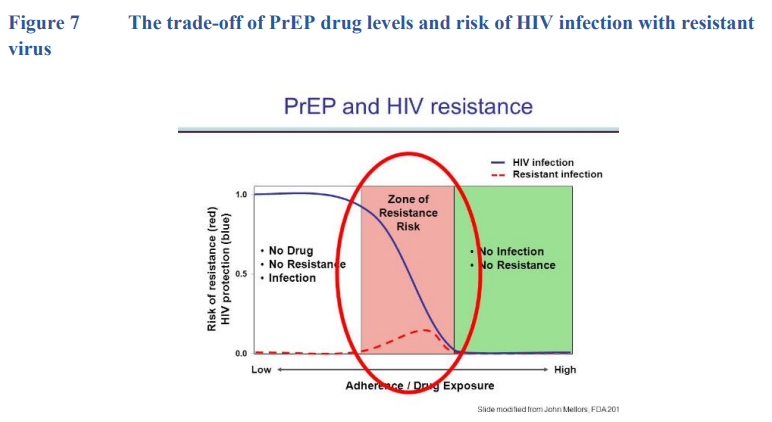 Figure 7 The trade-off of PrEP drug levels and risk of HIV infection with resistant
virus
PrEP and HIV resistance
HIV infection
Resistant infection
Risk of resistance (red)
HIV protection (blue)
1.0
0.5
0.0
Zone of
Resistance
Risk
• No Drug
• No Resistance
• Infection
• No Infection
• No Resistance
Low
High
Adherence / Drug Exposure
Slide modified from John Mellors, FDA201